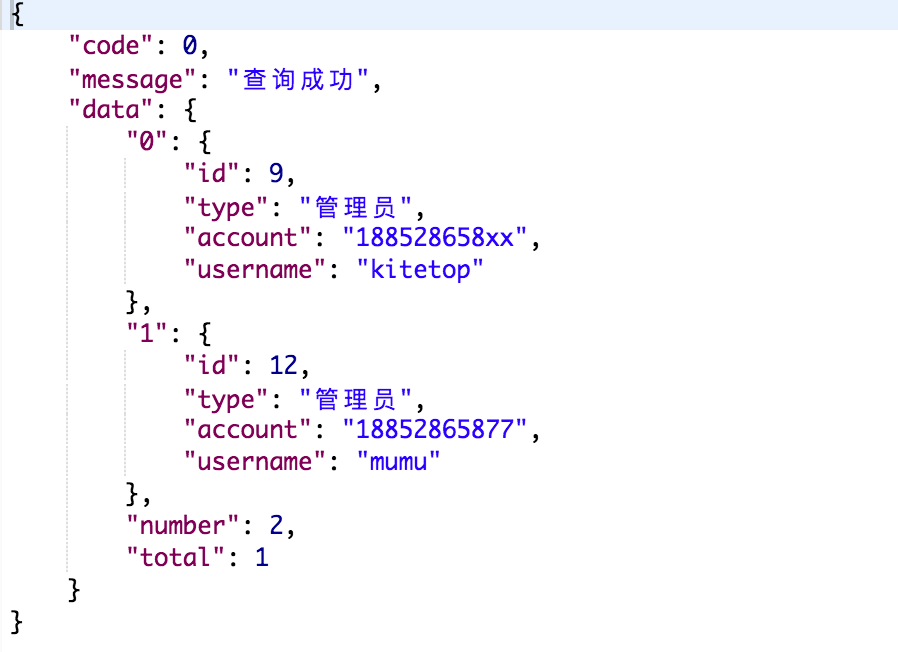 {
    "code": 0,
    "message": "查询成功",
    "data": {
        "0": {
            "id": 9,
            "type": "管理员",
            "account": "188528658xx",
            "username": "kitetop"
        },
        "1": {
            "id": 12,
            "type": "管理员",
            "account": "18852865877",
            "username": "mumu"
        },
        "number": 2,
        "total": 1
    }
}